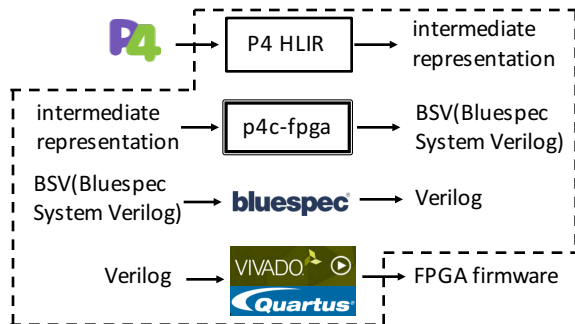 P4
P4 HLIR
intermediate
representation
intermediate
representation
p4c-fpga
BSV(Bluespec
System Verilog)
BSV(Bluespec
System Verilog)
bluespec®
Verilog
Verilog
VIVADO
Quartus®
FPGA firmware